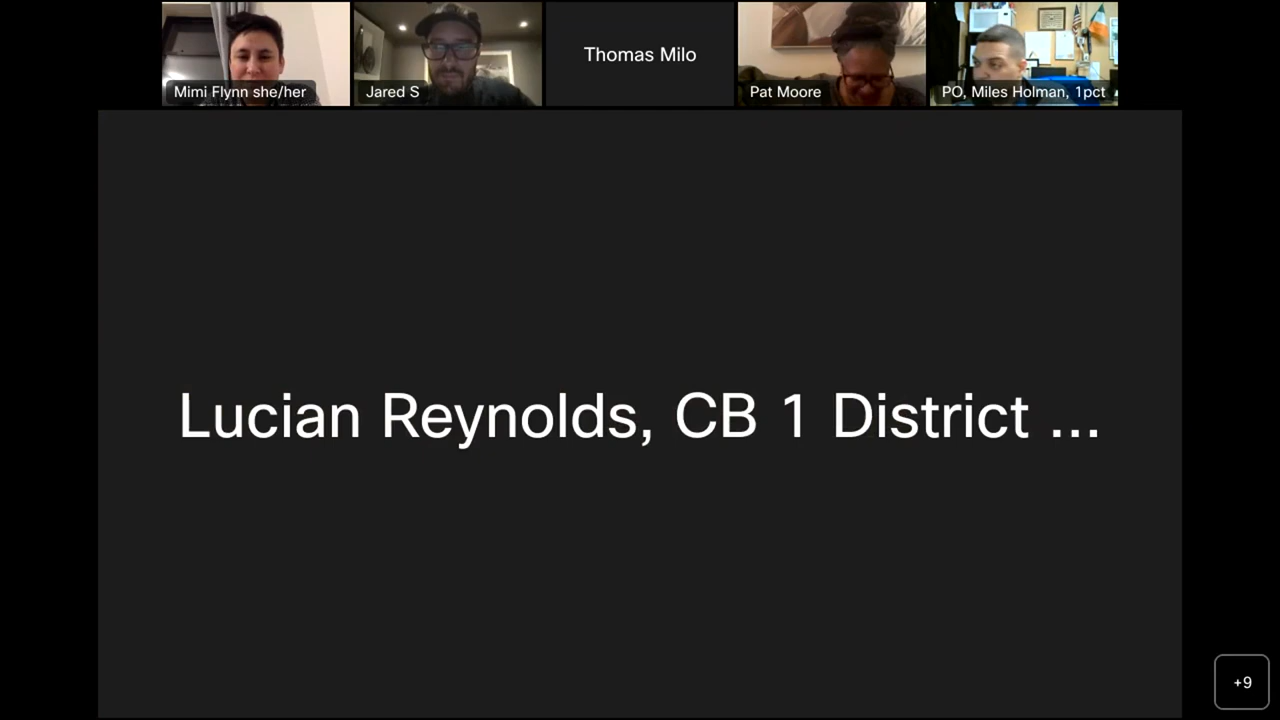 Mimi Flynn she/her
Jared S
Thomas Milo
Pat Moore
PO, Miles Holman, 1pct
Lucian Reynolds, CB 1 District ...
+9